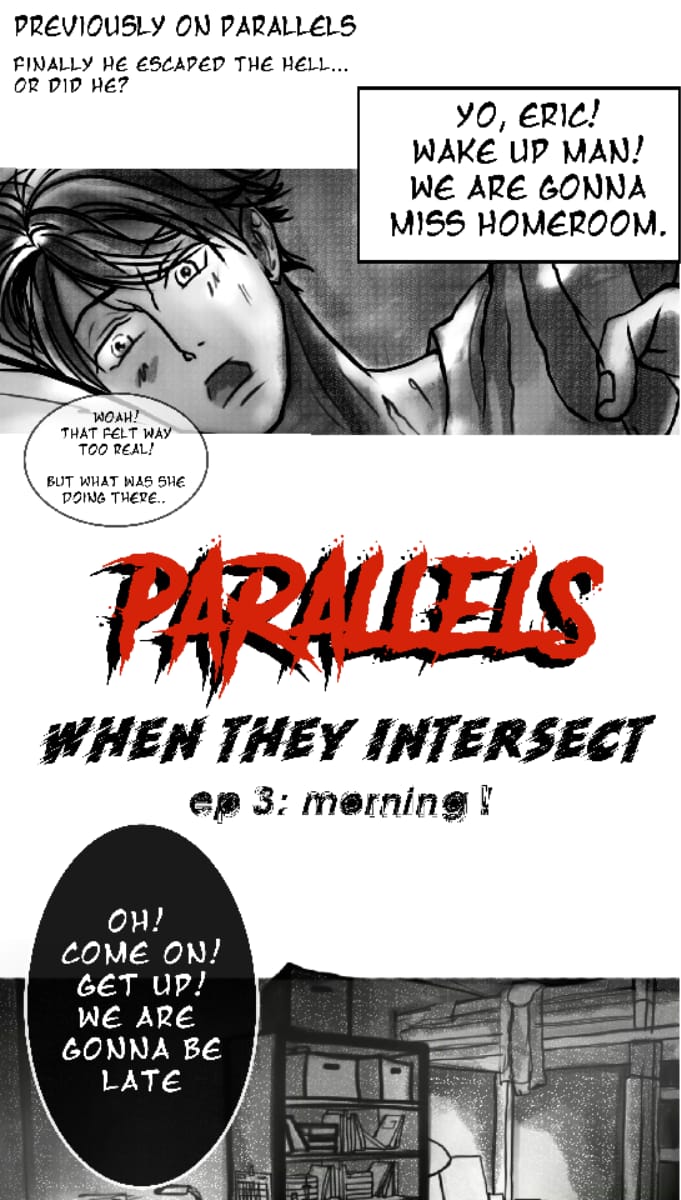 PREVIOUSLY ON PARALLELS
FINALLY HE ESCAPED THE HELL...
OR DID HE?
YO, ERIC!
WAKE UP MAN!
WE ARE GONNA
MISS HOMEROOM.
WOAH!
THAT FELT WAY
TOO REAL!
BUT WHAT WAS SHE
DOING THERE..
PARALLELS
WHEN THEY INTERSECT
ep 3: morning !
OH!
COME ON!
GET UP!
WE ARE
GONNA BE
LATE